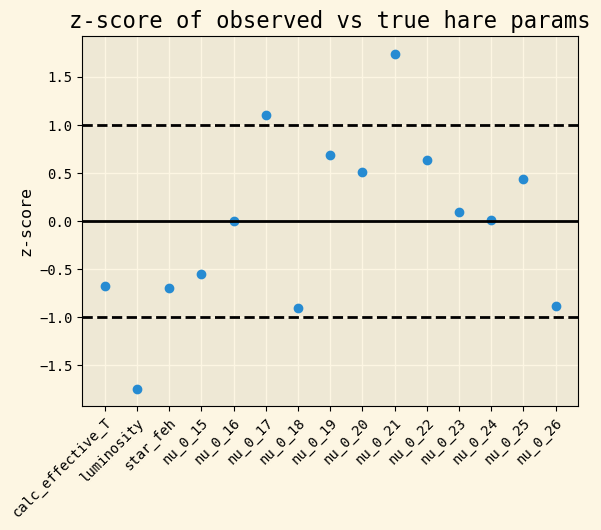 z-score of observed vs true hare params
z-score
1.5
1.0
0.5
0.0
−0.5
−1.0
−1.5
calc_effective_T
luminosity
star_feh
nu_0_15
nu_0_16
nu_0_17
nu_0_18
nu_0_19
nu_0_20
nu_0_21
nu_0_22
nu_0_23
nu_0_24
nu_0_25
nu_0_26